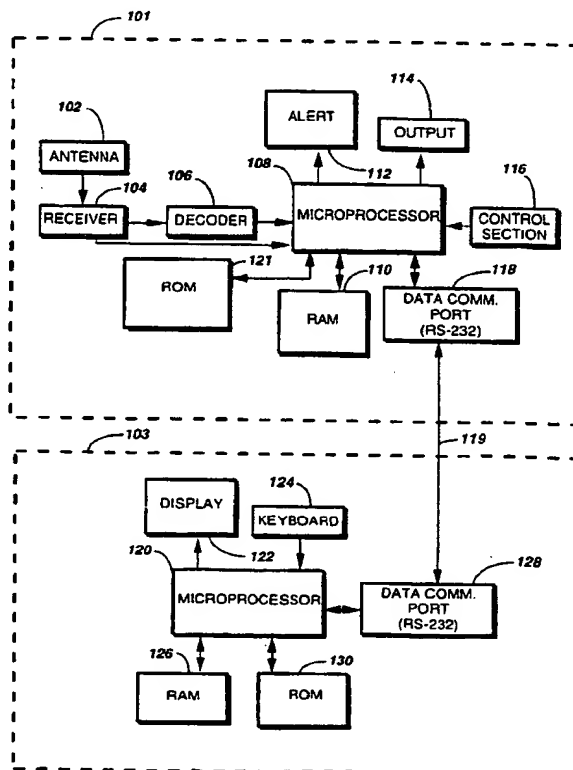 101
102
ANTENNA
104
RECEIVER
106
DECODER
108
MICROPROCESSOR
ALERT
112
114
OUTPUT
116
CONTROL
SECTION
121
ROM
110
RAM
118
DATA COMM.
PORT
(RS-232)
119
103
DISPLAY
122
124
KEYBOARD
120
MICROPROCESSOR
128
DATA COMM.
PORT
(RS-232)
126
RAM
130
ROM